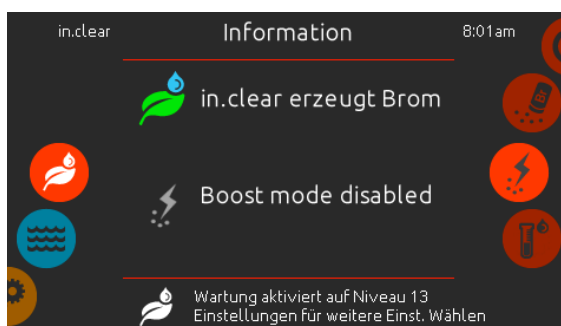 in.clear
Information
8:01am
in.clear erzeugt Brom
Br
Boost mode disabled
Wartung aktiviert auf Niveau 13
Einstellungen für weitere Einst. Wählen